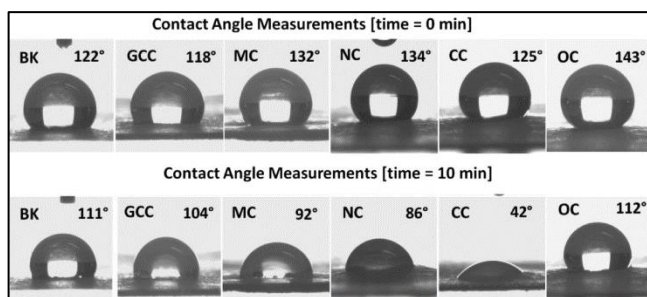 Contact Angle Measurements [time = 0 min]
BK 122° GCC 118° MC 132° NC 134° CC 125° OC 143°
Contact Angle Measurements [time = 10 min]
BK 111° GCC 104° MC 92° NC 86° CC 42° OC 112°